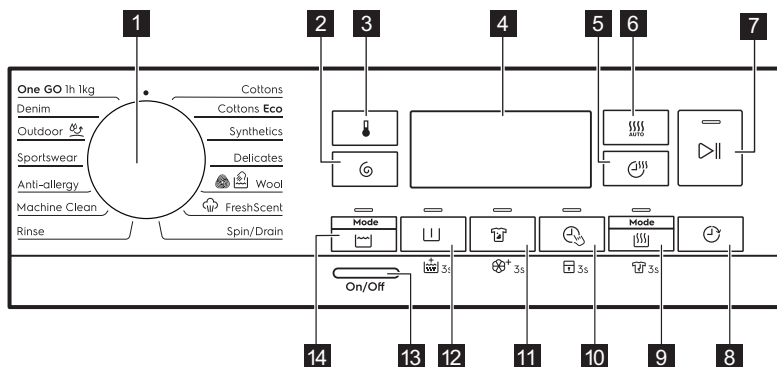 1
2
3
4
5
6
7
One GO 1h 1kg
Cottons
Denim
Cottons Eco
Outdoor
Synthetics
Sportswear
Delicates
Anti-allergy
Wool
Machine Clean
FreshScent
Rinse
Spin/Drain
AUTO
Mode
Mode
+
3s
+
3s
3s
3s
On/Off
14
13
12
11
10
9
8